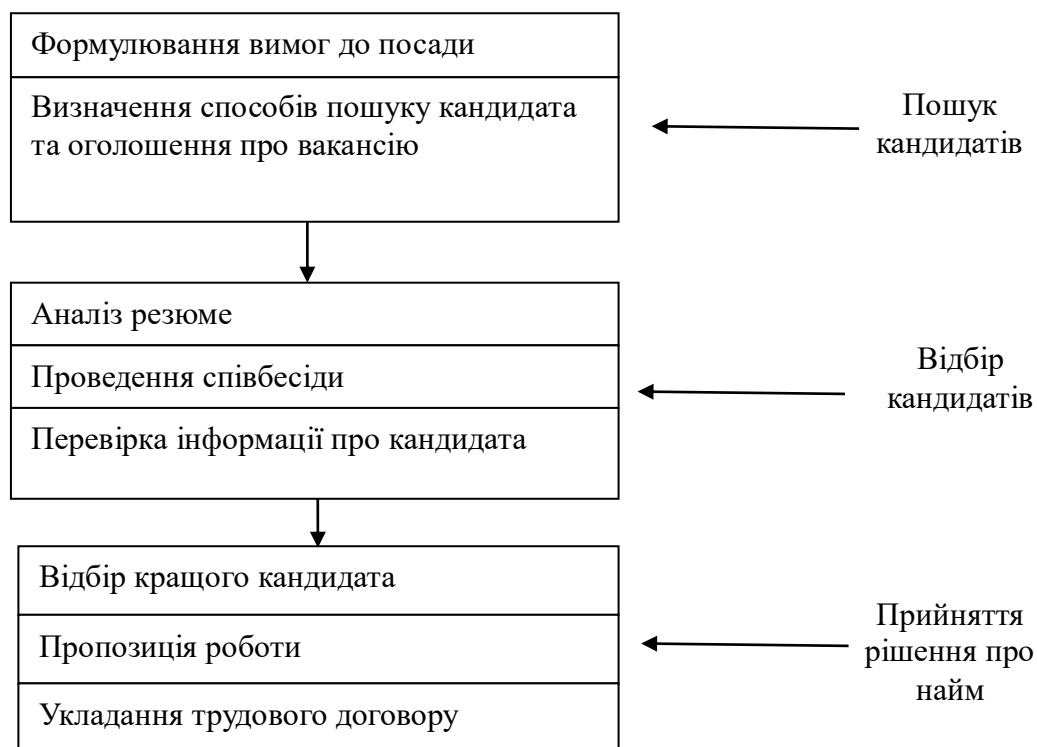 Формулювання вимог до посади
Визначення способів пошуку кандидата
та оголошення про вакансію
Пошук
кандидатів
Аналіз резюме
Проведення співбесіди
Перевірка інформації про кандидата
Відбір
кандидатів
Відбір кращого кандидата
Пропозиція роботи
Укладання трудового договору
Прийняття
рішення про
найм